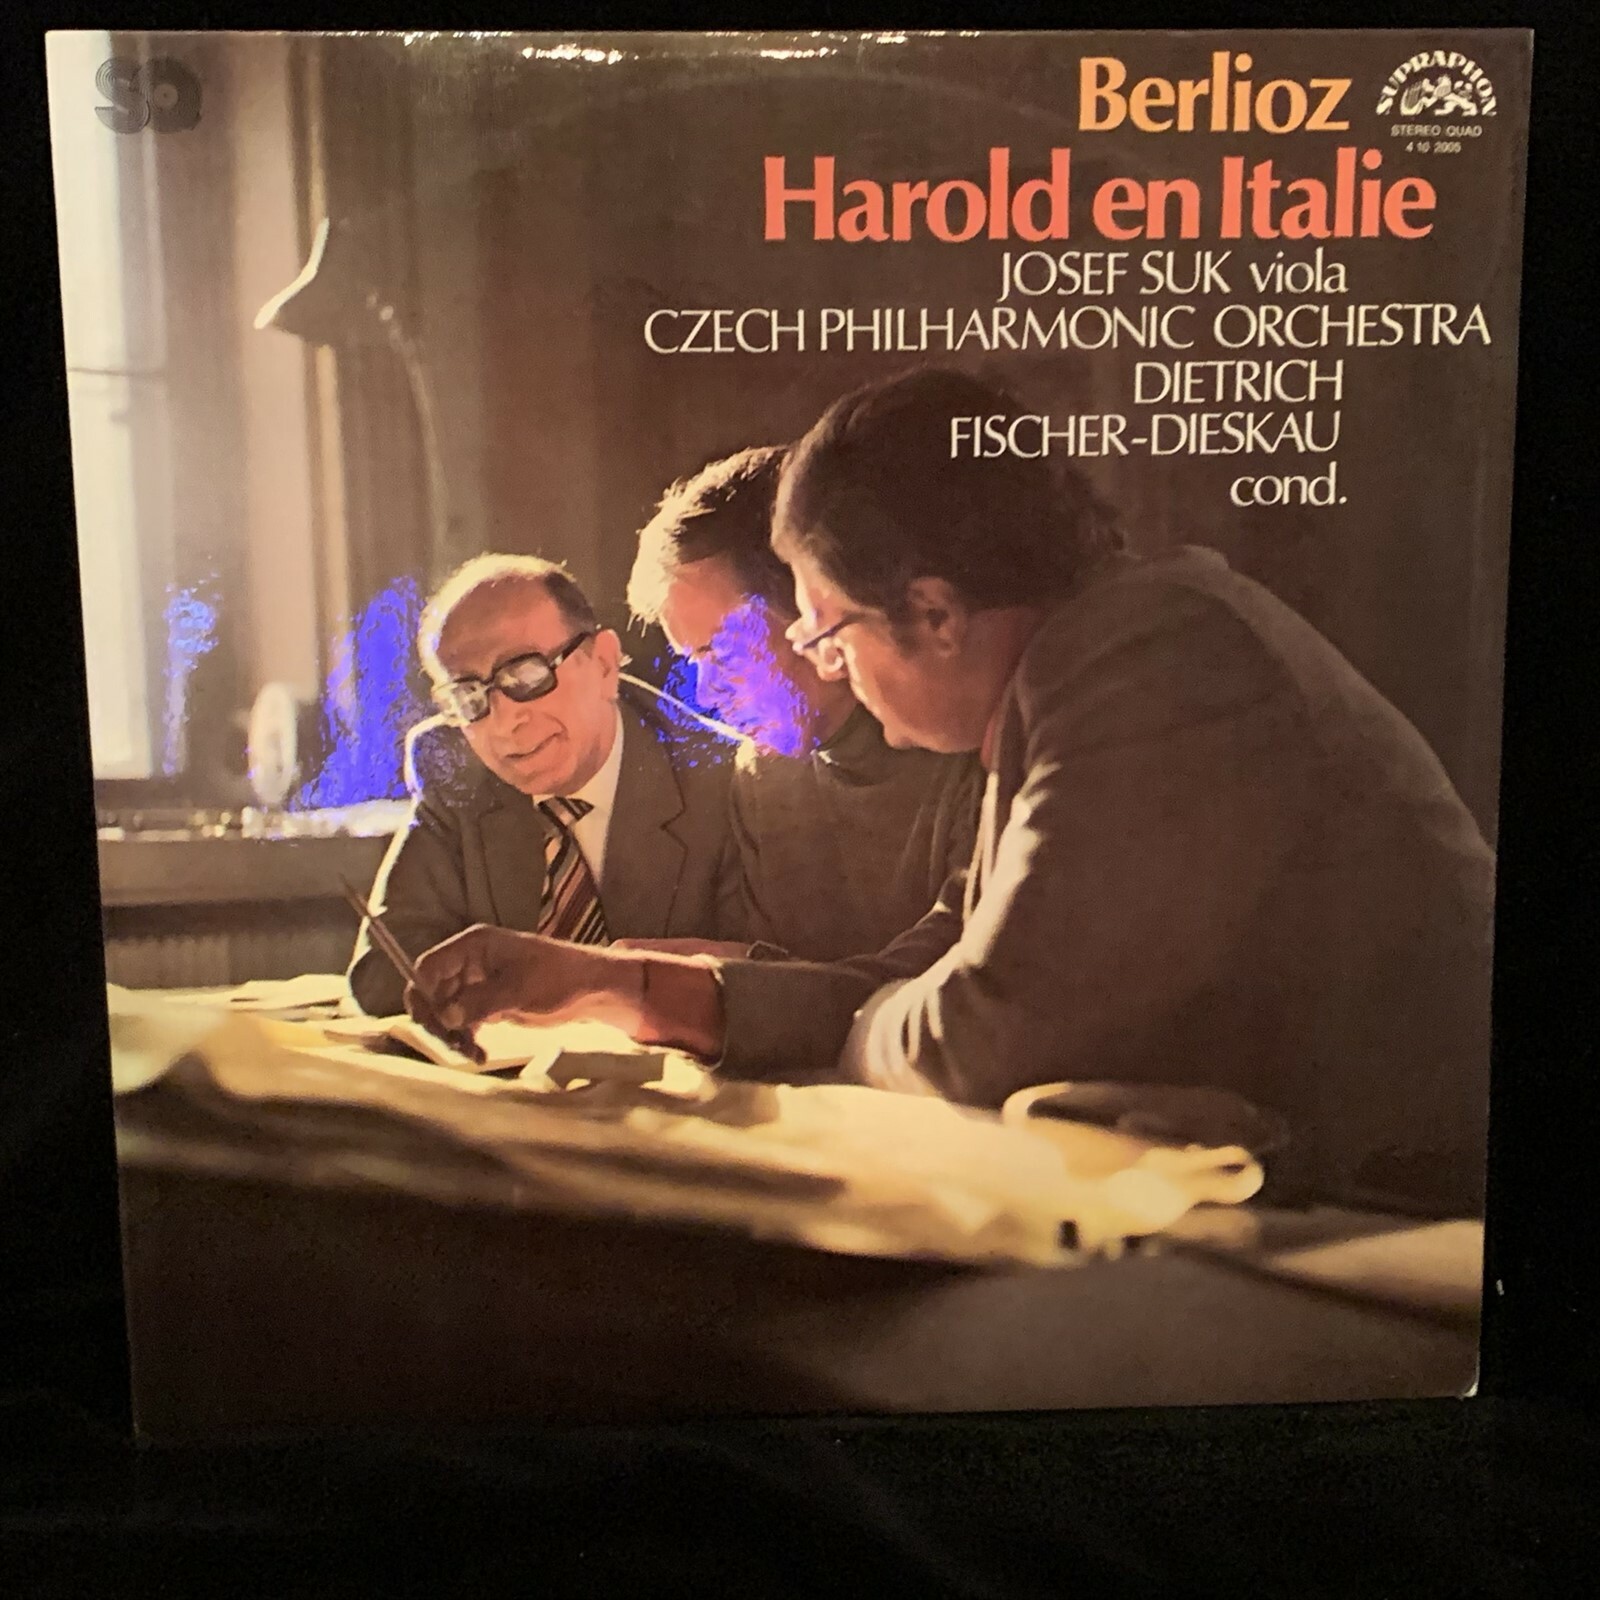 SQ
Berlioz
SUPRAPHON
STEREO QUAD
4 10 2005
Harold en Italie
JOSEF SUK viola
CZECH PHILHARMONIC ORCHESTRA
DIETRICH
FISCHER-DIESKAU
cond.